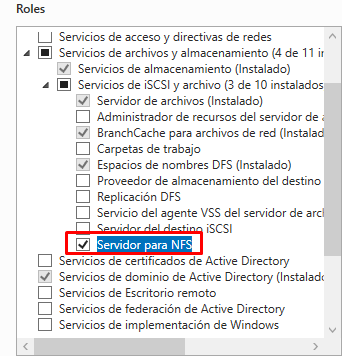 Roles
Servicios de acceso y directivas de redes
Servicios de archivos y almacenamiento (4 de 11 in
Servicios de almacenamiento (Instalado)
Servicios de iSCSI y archivo (3 de 10 instalados
Servidor de archivos (Instalado)
Administrador de recursos del servidor de a
BranchCache para archivos de red (Instalado)
Carpetas de trabajo
Espacios de nombres DFS (Instalado)
Proveedor de almacenamiento del destino
Replicación DFS
Servicio del agente VSS del servidor de arch
Servidor del destino iSCSI
Servidor para NFS
Servicios de certificados de Active Directory
Servicios de dominio de Active Directory (Instalado
Servicios de Escritorio remoto
Servicios de federación de Active Directory
Servicios de implementación de Windows